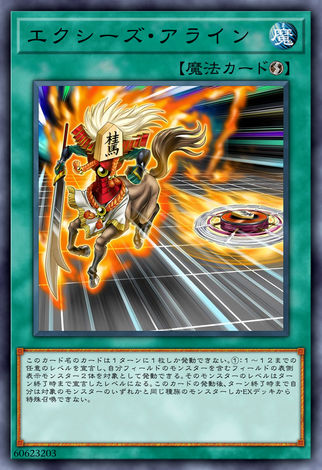 エクシーズ・アライン
魔
【魔法カード】
桂馬
このカード名のカードは1ターンに1枚しか発動できない。①:1～12までの
任意のレベルを宣言し、自分フィールドのモンスターを含むフィールドの表側
表示モンスター2体を対象として発動できる。そのモンスターのレベルはター
ン終了時まで宣言したレベルになる。このカードの発動後、ターン終了時まで自
分は対象のモンスターのいずれかと同じ種族のモンスターしかEXデッキから
特殊召喚できない。
60623203